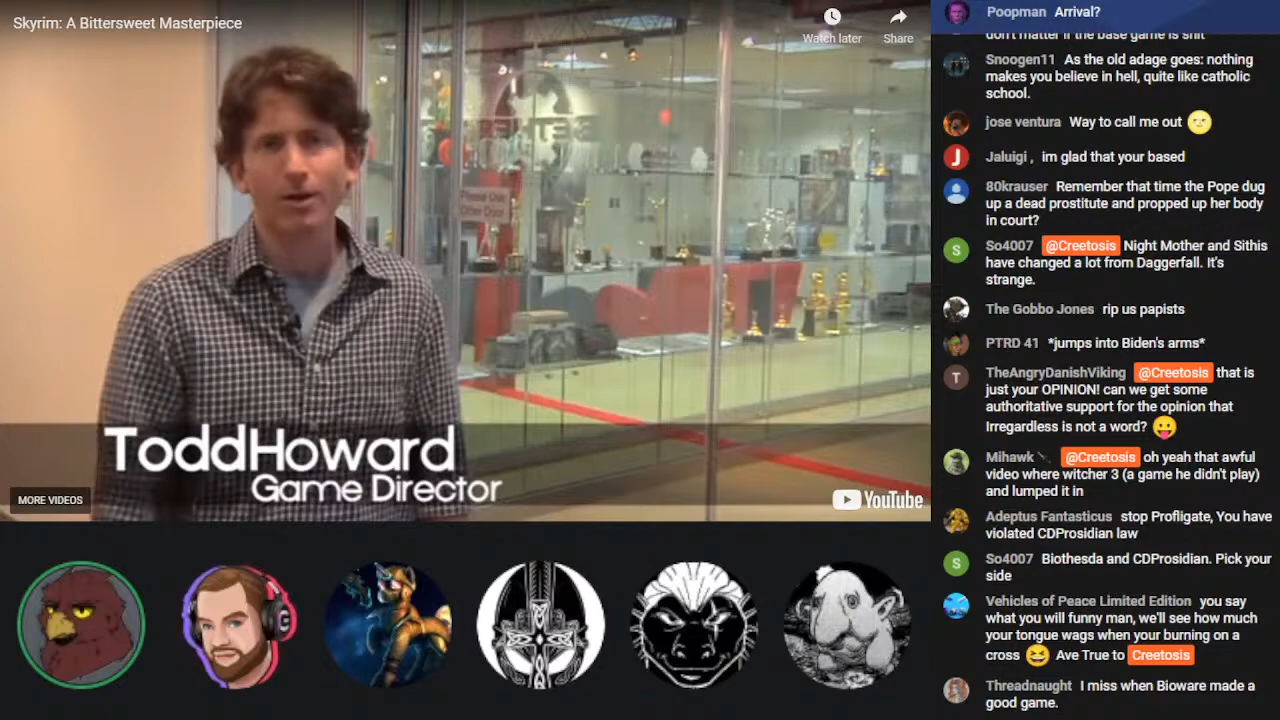 Skyrim: A Bittersweet Masterpiece
Watch later
Share
Please Use
Other Door
ToddHoward
Game Director
MORE VIDEOS
YouTube
Poopman Arrival?
don't matter if the base game is shit
Snoogen11 As the old adage goes: nothing
makes you believe in hell, quite like catholic
school.
jose ventura Way to call me out 🌝
J
Jaluigi , im glad that your based
80krauser Remember that time the Pope dug
up a dead prostitute and propped up her body
in court?
S
So4007 @Creetosis Night Mother and Sithis
have changed a lot from Daggerfall. It's
strange.
The Gobbo Jones rip us papists
PTRD 41 *jumps into Biden's arms*
T
TheAngryDanishViking @Creetosis that is
just your OPINION! can we get some
authoritative support for the opinion that
Irregardless is not a word? 😛
Mihawk @Creetosis oh yeah that awful
video where witcher 3 (a game he didn't play)
and lumped it in
Adeptus Fantasticus stop Profligate, You have
violated CDProsidian law
S
So4007 Biothesda and CDProsidian. Pick your
side
Vehicles of Peace Limited Edition you say
what you will funny man, we'll see how much
your tongue wags when your burning on a
cross 😆 Ave True to Creetosis
Threadnaught I miss when Bioware made a
good game.